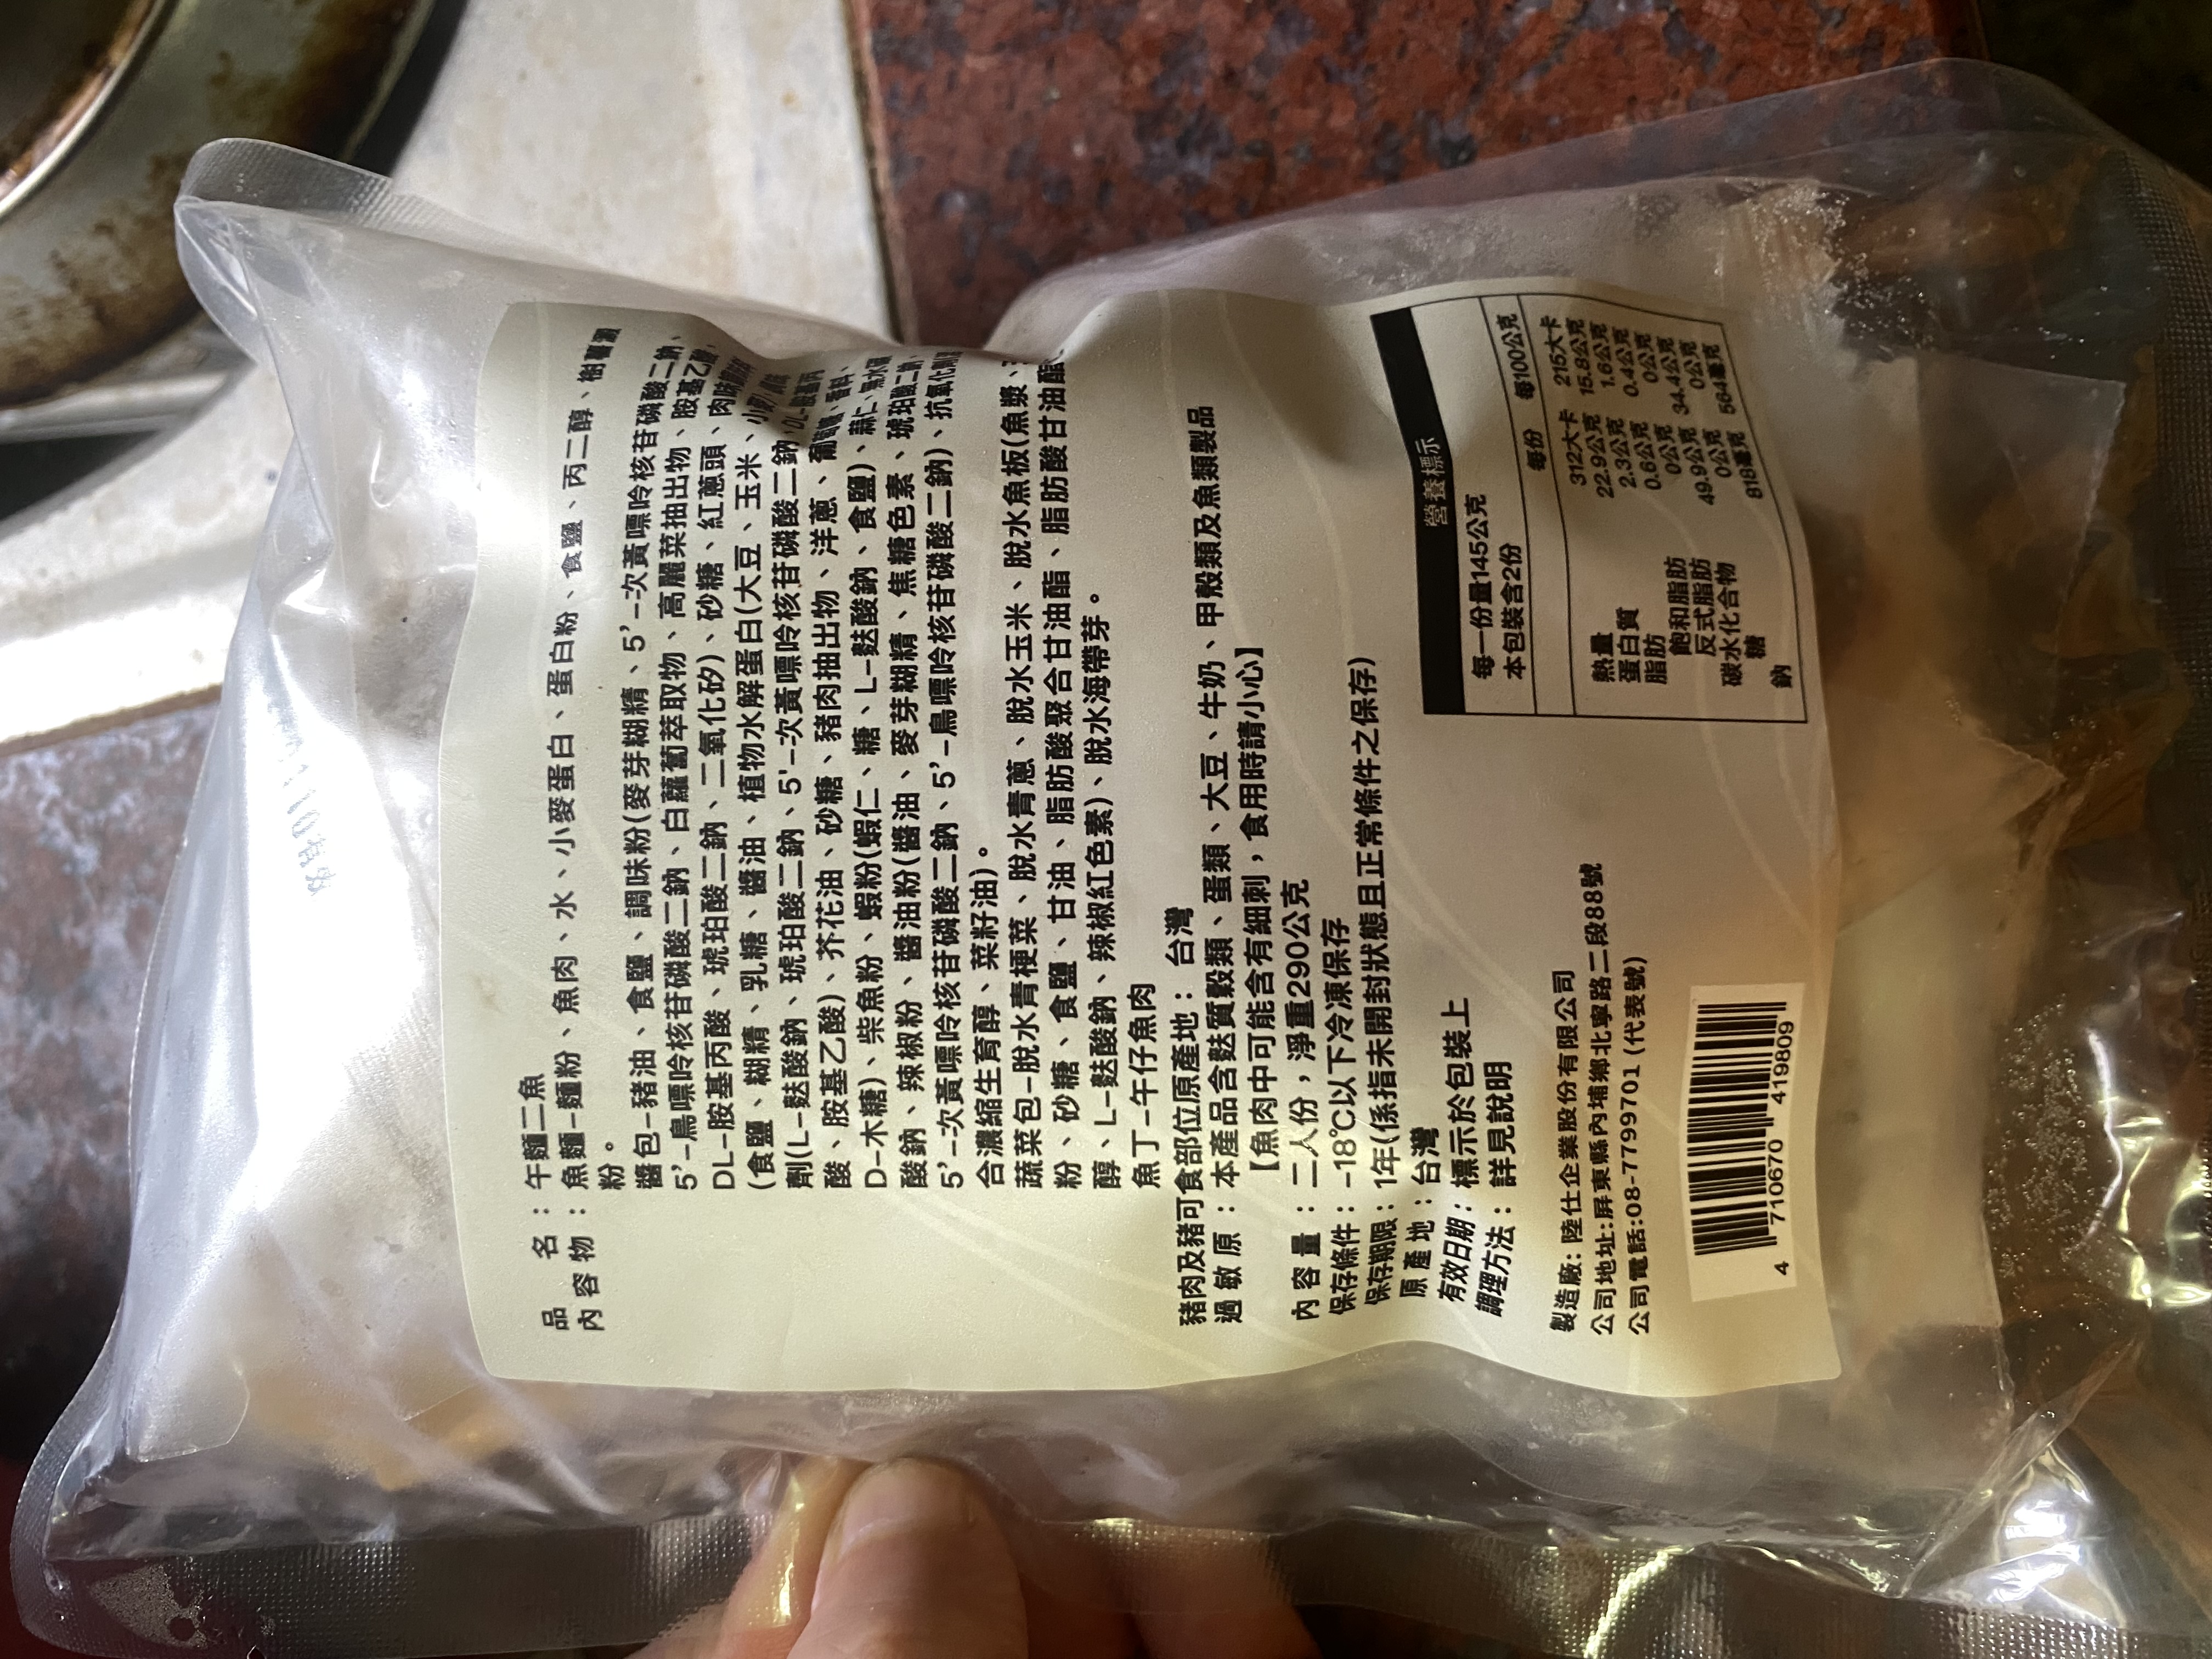 品名：午麵二魚
內容物：魚麵-麵粉、魚肉、水、小麥蛋白、蛋白粉、食鹽、丙二醇、樹薯澱
粉。
醬包-豬油、食鹽、調味粉(麥芽糊精、5'-次黃嘌呤核苷磷酸二鈉、
5'-鳥嘌呤核苷磷酸二鈉、白蘿蔔萃取物、高麗菜抽出物、胺基乙酸、
DL-胺基丙酸、琥珀酸二鈉、二氧化矽)、砂糖、紅蔥頭、肉味
(食鹽、糊精、乳糖、醬油、植物水解蛋白(大豆、玉米、小麥)
劑(L-麩酸鈉、琥珀酸二鈉、5'-次黃嘌呤核苷磷酸二鈉、DL-胺基丙
酸、胺基乙酸)、芥花油、砂糖、豬肉抽出物、洋蔥、葡萄糖、香料、
D-木糖)、柴魚粉、蝦粉(蝦仁、糖、L-麩酸鈉、食鹽)、蒜仁、無水
酸鈉、辣椒粉、醬油粉(醬油、麥芽糊精、焦糖色素、琥珀酸二鈉、
5'-次黃嘌呤核苷磷酸二鈉、5'-鳥嘌呤核苷磷酸二鈉)、抗氧化劑
合濃縮生育醇、菜籽油)。
蔬菜包-脫水青梗菜、脫水青蔥、脫水玉米、脫水魚板(魚漿、
粉、砂糖、食鹽、甘油、脂肪酸聚合甘油酯、脂肪酸甘油酯
醇、L-麩酸鈉、辣椒紅色素)、脫水海帶芽。
魚丁-午仔魚肉
豬肉及豬可食部位原產地：台灣
過敏原：本產品含麩質穀類、蛋類、大豆、牛奶、甲殼類及魚類製品
【魚肉中可能含有細刺，食用時請小心】
內容量：二人份，淨重290公克
保存條件：-18℃以下冷凍保存
保存期限：1年(係指未開封狀態且正常條件之保存)
原產地：台灣
有效日期：標示於包裝上
調理方法：詳見說明
製造廠：陸仕企業股份有限公司
公司地址:屏東縣內埔鄉北寧路二段88號
公司電話:08-7799701 (代表號)
4 710670 419809
營養標示
每一份量145公克
本包裝含2份
每份 每100公克
熱量 312大卡 215大卡
蛋白質 22.9公克 15.8公克
脂肪 2.3公克 1.6公克
飽和脂肪 0.6公克 0.4公克
反式脂肪 0公克 0公克
碳水化合物 49.9公克 34.4公克
糖 0公克 0公克
鈉 818毫克 564毫克